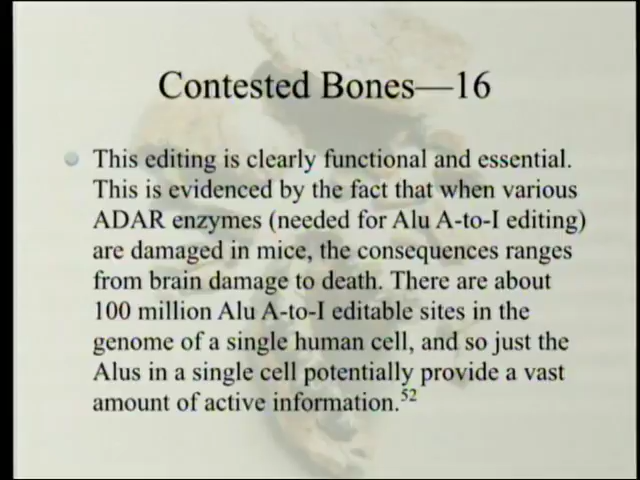 Contested Bones—16
This editing is clearly functional and essential.
This is evidenced by the fact that when various
ADAR enzymes (needed for Alu A-to-I editing)
are damaged in mice, the consequences ranges
from brain damage to death. There are about
100 million Alu A-to-I editable sites in the
genome of a single human cell, and so just the
Alus in a single cell potentially provide a vast
amount of active information.52